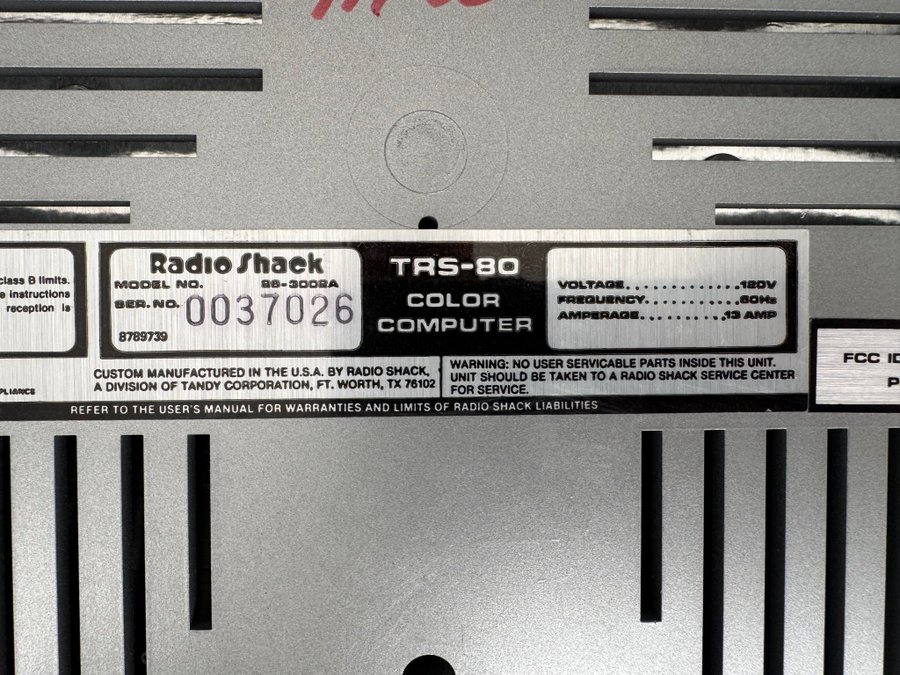 class B limits.
e instructions
reception is
PLIANCE
Radio Shack
MODEL NO. 26-3002A
SER. NO. 0037026
8789739
TRS-80
COLOR
COMPUTER
VOLTAGE.................120V
FREQUENCY..............60Hz
AMPERAGE..........13 AMP
CUSTOM MANUFACTURED IN THE U.S.A. BY RADIO SHACK,
A DIVISION OF TANDY CORPORATION, FT. WORTH, TX 76102
WARNING: NO USER SERVICABLE PARTS INSIDE THIS UNIT.
UNIT SHOULD BE TAKEN TO A RADIO SHACK SERVICE CENTER
FOR SERVICE.
REFER TO THE USER'S MANUAL FOR WARRANTIES AND LIMITS OF RADIO SHACK LIABILITIES
FCC ID
P